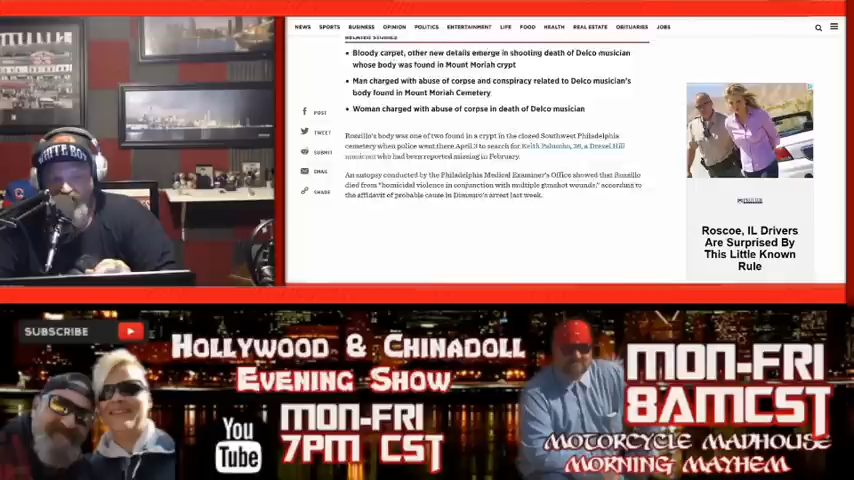 NEWS SPORTS BUSINESS OPINION POLITICS ENTERTAINMENT LIFE FOOD HEALTH REAL ESTATE OBITUARIES JOBS
RELATED STORIES
Bloody carpet, other new details emerge in shooting death of Delco musician
whose body was found in Mount Moriah crypt
Man charged with abuse of corpse and conspiracy related to Delco musician's
body found in Mount Moriah Cemetery
Woman charged with abuse of corpse in death of Delco musician
POST
TWEET
SUBMIT
EMAIL
SHARE
body was one of two found in a crypt in the closed Southwest Philadelphia
cemetery when police went there April 3 to search for Keith Palumbo, 36, a Drexel Hill
musician who had been reported missing in February.
An autopsy conducted by the Philadelphia Medical Examiner's Office showed that
died from "homicidal violence in conjunction with multiple gunshot wounds," according to
the affidavit of probable cause in arrest last week.
Roscoe, IL Drivers
Are Surprised By
This Little Known
Rule
WHITE BOY
SUBSCRIBE
HOLLYWOOD & CHINADOLL
EVENING SHOW
You
Tube
MON-FRI
7PM CST
MON-FRI
8AMCST
MOTORCYCLE MADHOUSE
MORNING MAYHEM